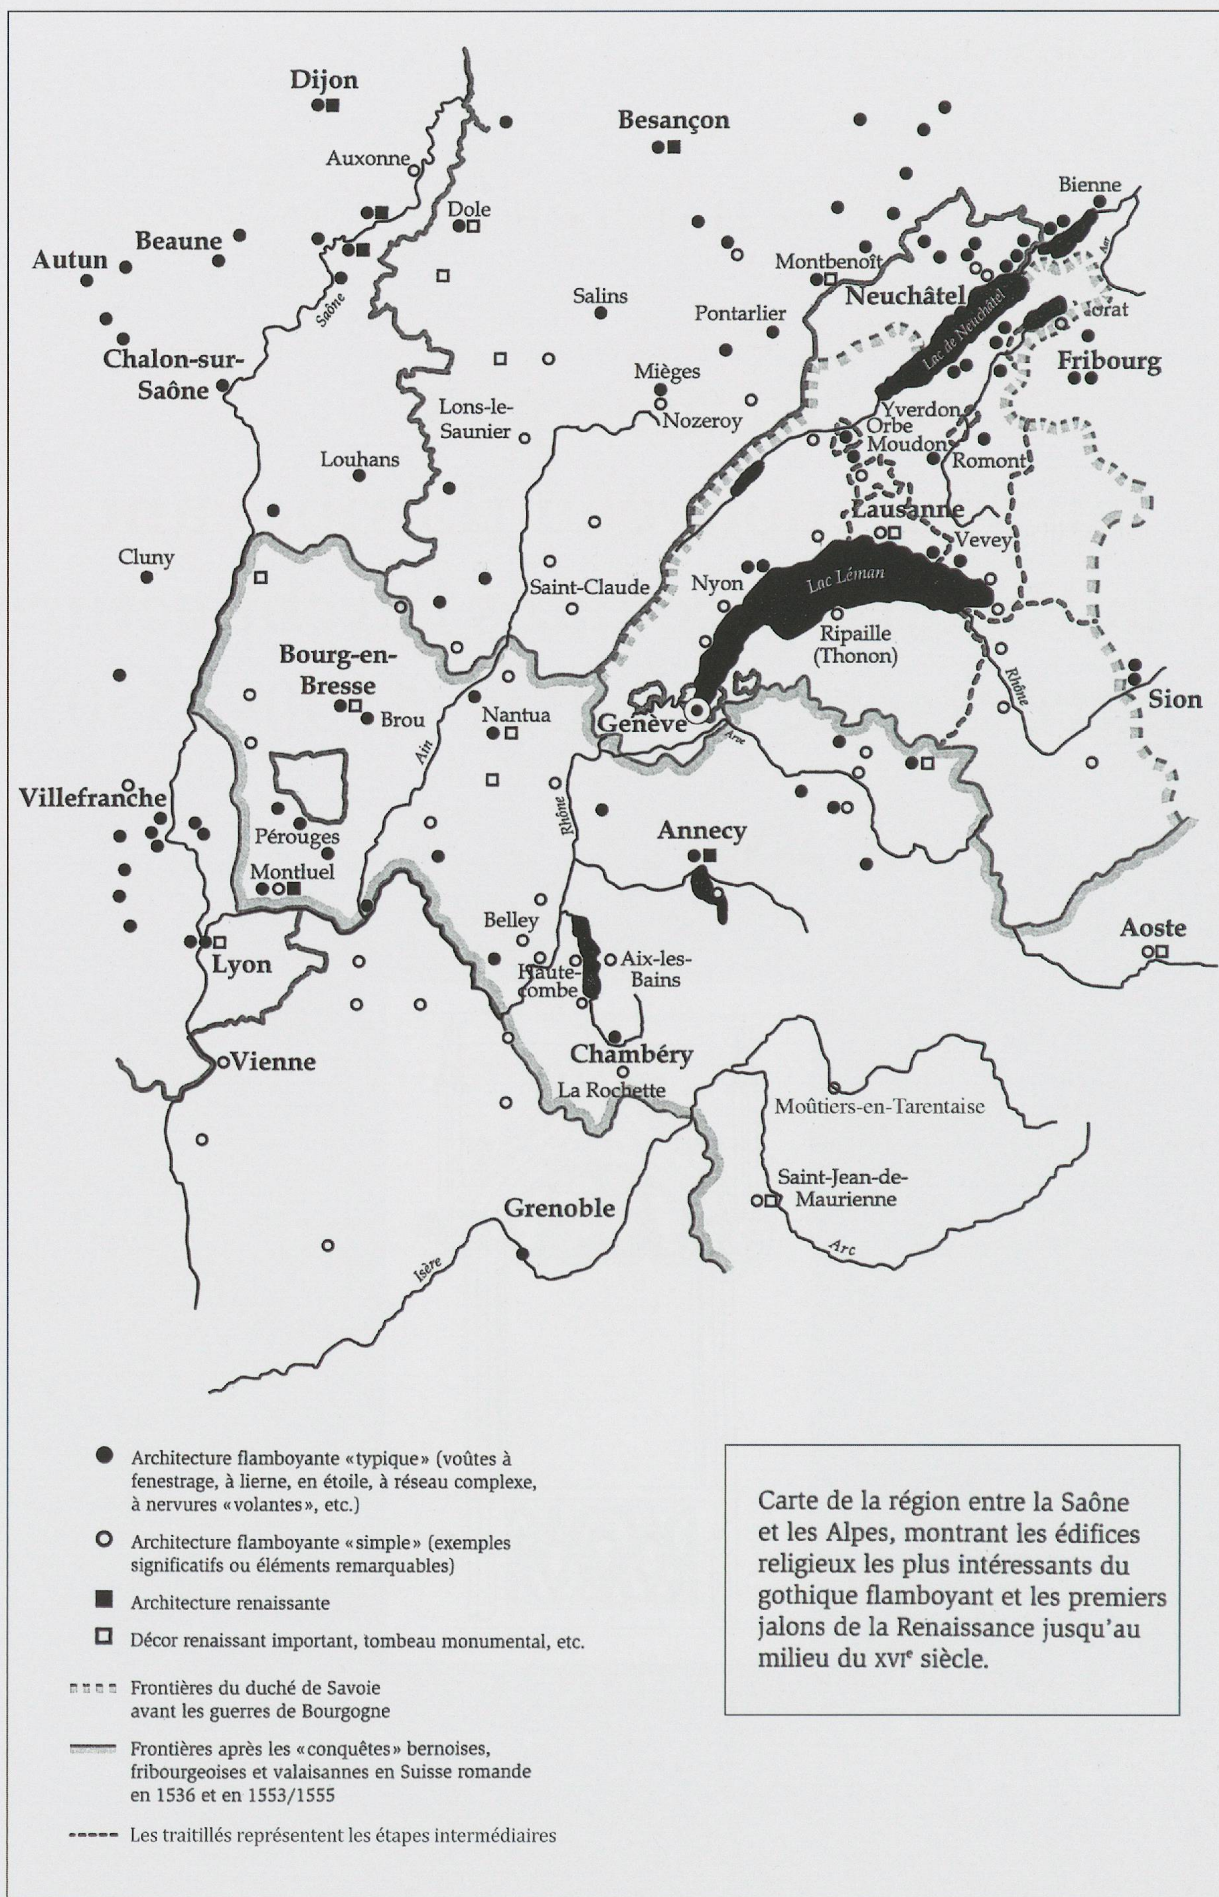 Dijon
Besançon
Auxonne
Bienne
Dole
Aar
Beaune
Autun
Montbenoît
Neuchâtel
Salins
Saône
Pontarlier
Lac de Neuchâtel
Chalon-sur-
Saône
Fribourg
Mièges
Lons-le-
Saunier
Nozeroy
Yverdon
Orbe
Moudon
Louhans
Romont
Lausanne
Cluny
Vevey
Saint-Claude
Nyon
Lac Léman
Ripaille
(Thonon)
Bourg-en-
Bresse
Rhône
Sion
Brou
Nantua
Genève
Arve
Ain
Villefranche
Rhône
Annecy
Pérouges
Montluel
Belley
Aoste
Lyon
Haute-
combe
Aix-les-
Bains
Vienne
Chambéry
La Rochette
Moûtiers-en-Tarentaise
Saint-Jean-de-
Maurienne
Grenoble
Arc
Isère
Architecture flamboyante «typique» (voûtes à
fenestrage, à lierne, en étoile, à réseau complexe,
à nervures «volantes», etc.)
Architecture flamboyante «simple» (exemples
significatifs ou éléments remarquables)
Architecture renaissante
Décor renaissant important, tombeau monumental, etc.
Frontières du duché de Savoie
avant les guerres de Bourgogne
Frontières après les «conquêtes» bernoises,
fribourgeoises et valaisannes en Suisse romande
en 1536 et en 1553/1555
Les traitillés représentent les étapes intermédiaires
Carte de la région entre la Saône
et les Alpes, montrant les édifices
religieux les plus intéressants du
gothique flamboyant et les premiers
jalons de la Renaissance jusqu'au
milieu du XVIe siècle.